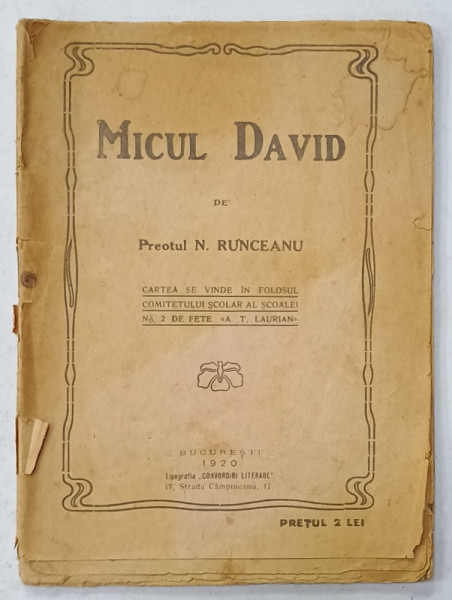 MICUL DAVID
DE
Preotul N. RUNCEANU
CARTEA SE VINDE ÎN FOLOSUL
COMITETULUI ȘCOLAR AL ȘCOALEI
No. 2 DE FETE «A. T. LAURIAN»
BUCUREȘTI
1920
Tipografia „CONVORBIRI LITERARE"
17, Strada Câmpineanu, 17
PREȚUL 2 LEI